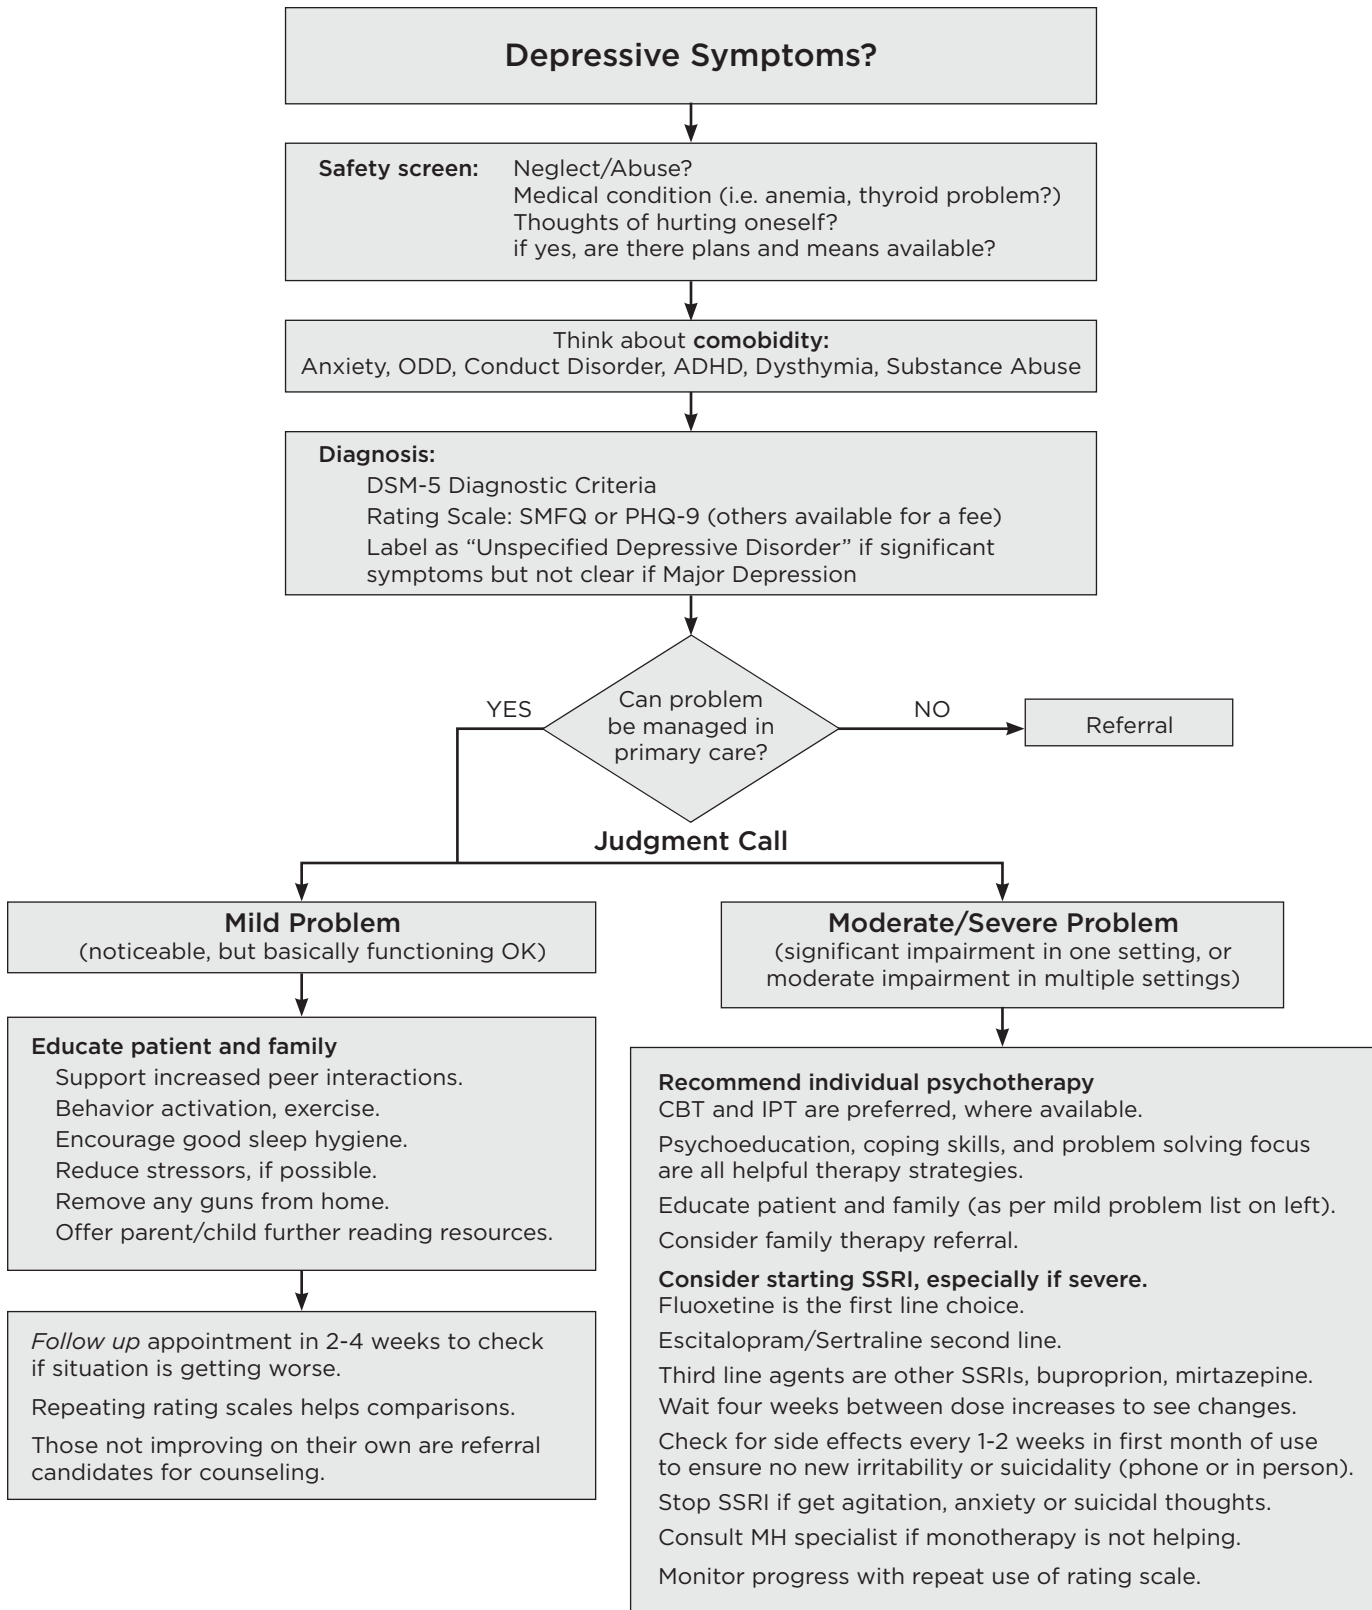 Depressive Symptoms?
Safety screen: Neglect/Abuse?
Medical condition (i.e. anemia, thyroid problem?)
Thoughts of hurting oneself?
if yes, are there plans and means available?
Think about comobidity:
Anxiety, ODD, Conduct Disorder, ADHD, Dysthymia, Substance Abuse
Diagnosis:
DSM-5 Diagnostic Criteria
Rating Scale: SMFQ or PHQ-9 (others available for a fee)
Label as “Unspecified Depressive Disorder” if significant
symptoms but not clear if Major Depression
Can problem
be managed in
primary care?
YES
NO
Referral
Judgment Call
Mild Problem
(noticeable, but basically functioning OK)
Educate patient and family
Support increased peer interactions.
Behavior activation, exercise.
Encourage good sleep hygiene.
Reduce stressors, if possible.
Remove any guns from home.
Offer parent/child further reading resources.
Follow up appointment in 2-4 weeks to check
if situation is getting worse.
Repeating rating scales helps comparisons.
Those not improving on their own are referral
candidates for counseling.
Moderate/Severe Problem
(significant impairment in one setting, or
moderate impairment in multiple settings)
Recommend individual psychotherapy
CBT and IPT are preferred, where available.
Psychoeducation, coping skills, and problem solving focus
are all helpful therapy strategies.
Educate patient and family (as per mild problem list on left).
Consider family therapy referral.
Consider starting SSRI, especially if severe.
Fluoxetine is the first line choice.
Escitalopram/Sertraline second line.
Third line agents are other SSRIs, buproprion, mirtazepine.
Wait four weeks between dose increases to see changes.
Check for side effects every 1-2 weeks in first month of use
to ensure no new irritability or suicidality (phone or in person).
Stop SSRI if get agitation, anxiety or suicidal thoughts.
Consult MH specialist if monotherapy is not helping.
Monitor progress with repeat use of rating scale.